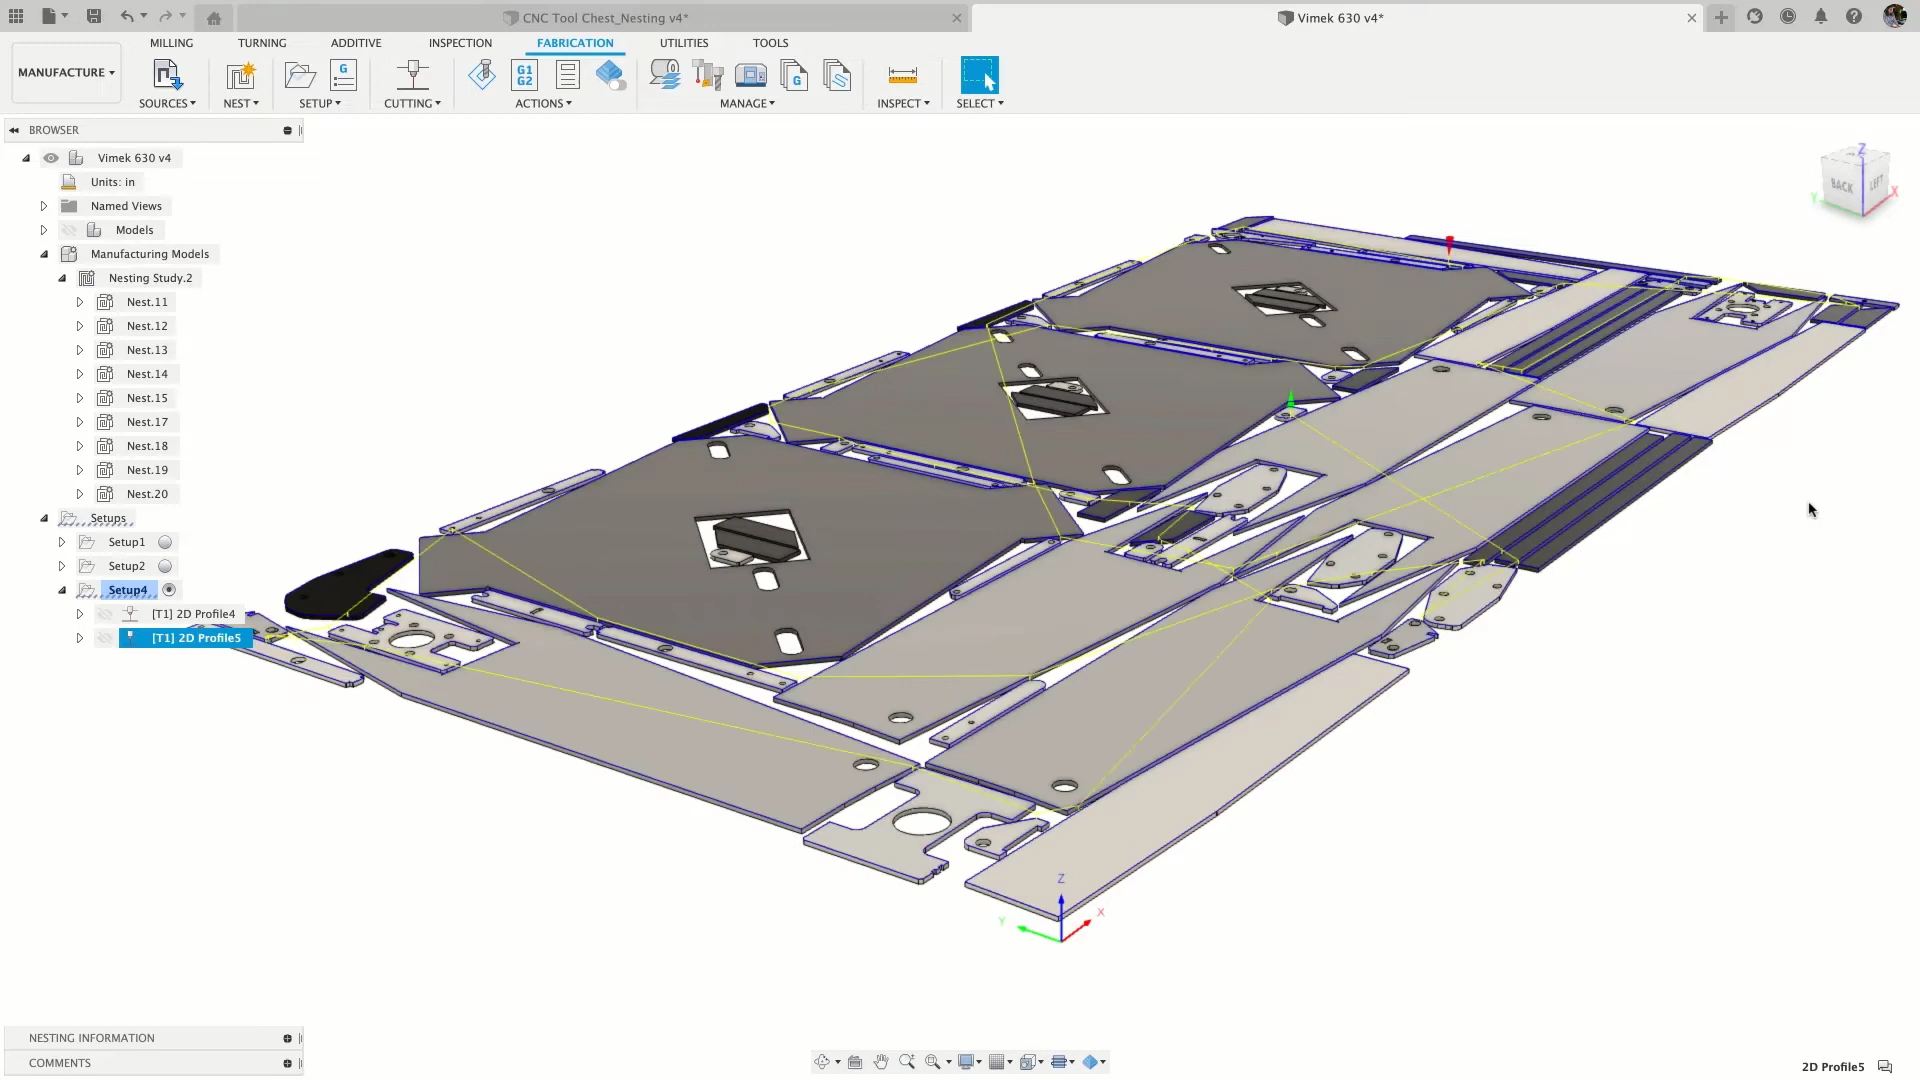 CNC Tool Chest_Nesting v4*
Vimek 630 v4*
MILLING
TURNING
ADDITIVE
INSPECTION
FABRICATION
UTILITIES
TOOLS
MANUFACTURE
G
G1
G2
G
SOURCES
NEST
SETUP
CUTTING
ACTIONS
MANAGE
INSPECT
SELECT
BROWSER
Vimek 630 v4
Units: in
Named Views
Models
Manufacturing Models
Nesting Study.2
Nest.11
Nest.12
Nest.13
Nest.14
Nest.15
Nest.17
Nest.18
Nest.19
Nest.20
Setups
Setup1
Setup2
Setup4
[T1] 2D Profile4
[T1] 2D Profile5
Z
BACK
LEFT
Y
X
Z
Y
X
NESTING INFORMATION
COMMENTS
2D Profile5